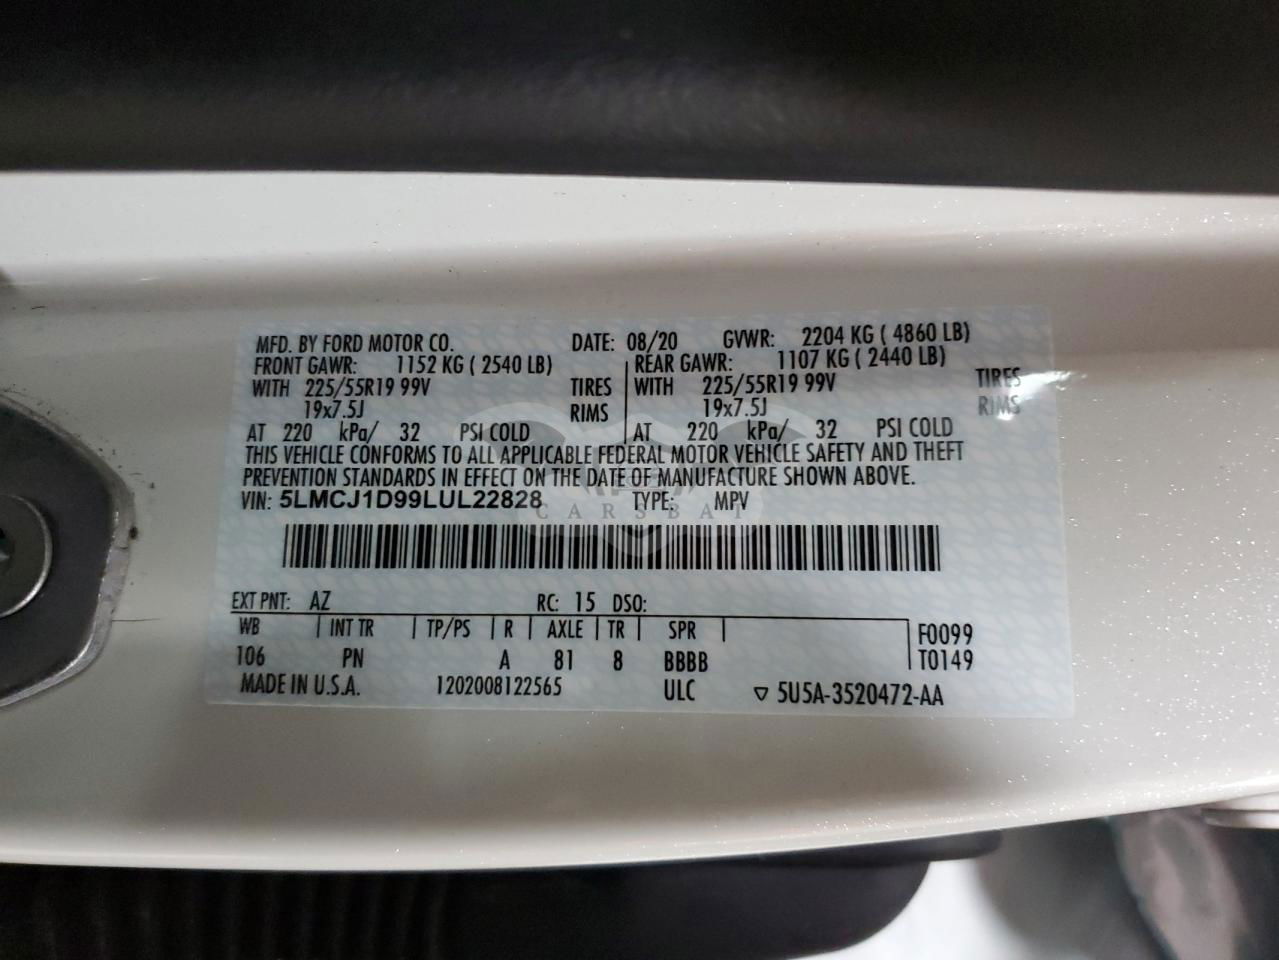 MFD. BY FORD MOTOR CO. DATE: 08/20 GVWR: 2204 KG ( 4860 LB)
FRONT GAWR: 1152 KG ( 2540 LB) REAR GAWR: 1107 KG ( 2440 LB)
WITH 225/55R19 99V TIRES WITH 225/55R19 99V TIRES
19x7.5J RIMS 19x7.5J RIMS
AT 220 kPa/ 32 PSI COLD AT 220 kPa/ 32 PSI COLD
THIS VEHICLE CONFORMS TO ALL APPLICABLE FEDERAL MOTOR VEHICLE SAFETY AND THEFT
PREVENTION STANDARDS IN EFFECT ON THE DATE OF MANUFACTURE SHOWN ABOVE.
VIN: 5LMCJ1D99LUL22828 TYPE: MPV
CARSBAT
EXT PNT: AZ RC: 15 DSO:
WB INT TR TP/PS R AXLE TR SPR F0099
106 PN A 81 8 BBBB T0149
MADE IN U.S.A. 1202008122565 ULC ▽ 5U5A-3520472-AA